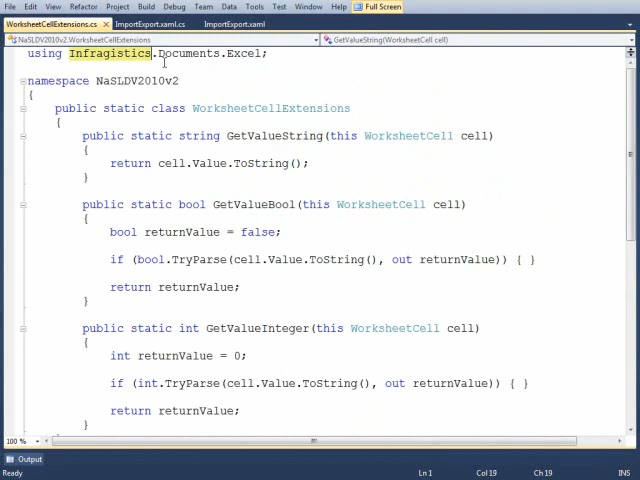 File Edit View Refactor Project Build Debug Team Data Tools Test Window Help Full Screen
WorksheetCellExtensions.cs ImportExport.xaml.cs ImportExport.xaml
NaSLDV2010v2.WorksheetCellExtensions GetValueString(WorksheetCell cell)
using Infragistics.Documents.Excel;
namespace NaSLDV2010v2
{
public static class WorksheetCellExtensions
{
public static string GetValueString(this WorksheetCell cell)
{
return cell.Value.ToString();
}
public static bool GetValueBool(this WorksheetCell cell)
{
bool returnValue = false;
if (bool.TryParse(cell.Value.ToString(), out returnValue)) { }
return returnValue;
}
public static int GetValueInteger(this WorksheetCell cell)
{
int returnValue = 0;
if (int.TryParse(cell.Value.ToString(), out returnValue)) { }
return returnValue;
}
100 %
Output
Ready Ln 1 Col 19 Ch 19 INS